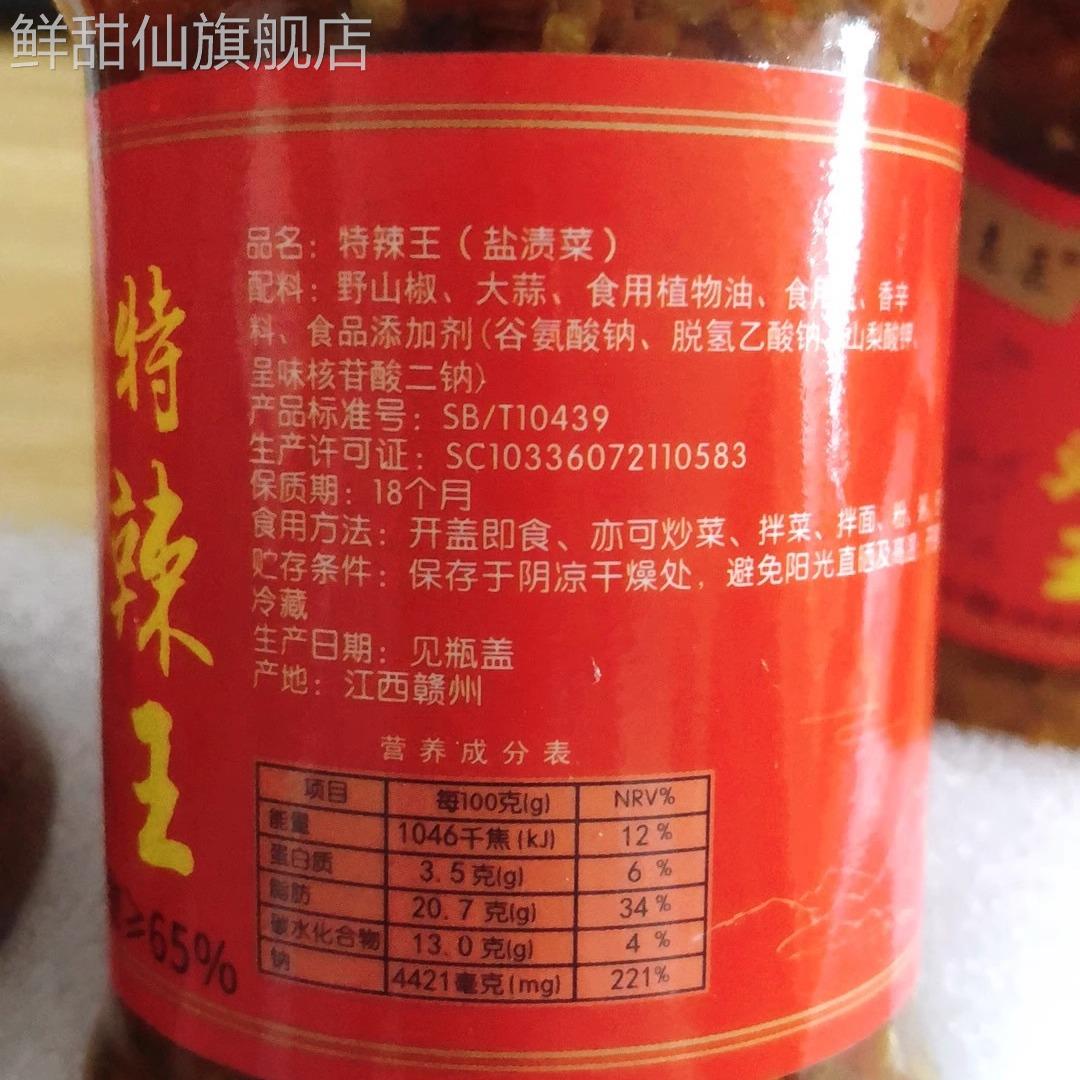 鲜甜仙旗舰店
特辣王
≥65%
品名：特辣王（盐渍菜）
配料：野山椒、大蒜、食用植物油、食用、香辛
料、食品添加剂(谷氨酸钠、脱氢乙酸钠、山梨酸钾、
呈味核苷酸二钠)
产品标准号：SB/T10439
生产许可证：SC10336072110583
保质期：18个月
食用方法：开盖即食、亦可炒菜、拌菜、拌面、
贮存条件：保存于阴凉干燥处，避免阳光直晒及高温
冷藏
生产日期：见瓶盖
产地：江西赣州
营养成分表
项目 每100克(g) NRV%
能量 1046千焦(kJ) 12%
蛋白质 3.5克(g) 6%
脂肪 20.7克(g) 34%
碳水化合物 13.0克(g) 4%
钠 4421毫克(mg) 221%